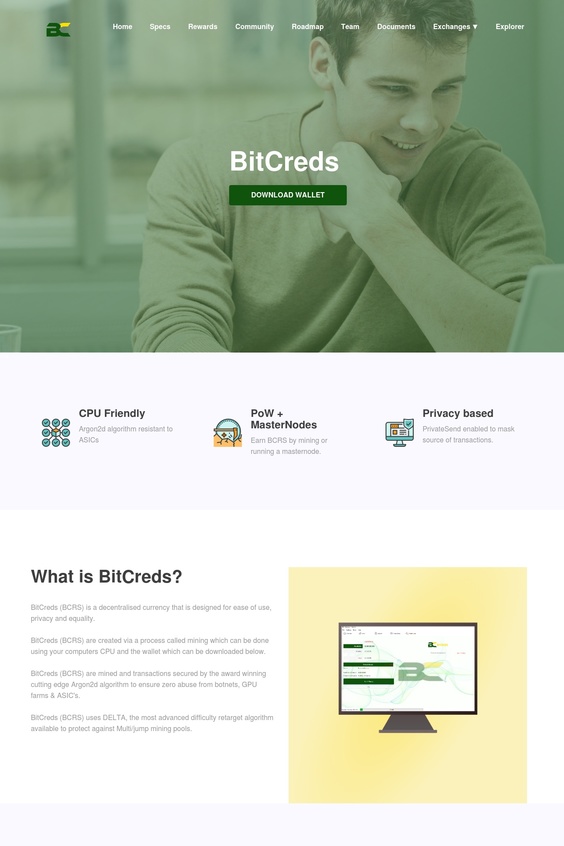 Home Specs Rewards Community Roadmap Team Documents Exchanges ▼ Explorer
BitCreds
DOWNLOAD WALLET
CPU Friendly
Argon2d algorithm resistant to
ASICs
PoW +
MasterNodes
Earn BCRS by mining or
running a masternode.
Privacy based
PrivateSend enabled to mask
source of transactions.
What is BitCreds?
BitCreds (BCRS) is a decentralised currency that is designed for ease of use,
privacy and equality.
BitCreds (BCRS) are created via a process called mining which can be done
using your computers CPU and the wallet which can be downloaded below.
BitCreds (BCRS) are mined and transactions secured by the award winning
cutting edge Argon2d algorithm to ensure zero abuse from botnets, GPU
farms & ASIC's.
BitCreds (BCRS) uses DELTA, the most advanced difficulty retarget algorithm
available to protect against Multi/jump mining pools.